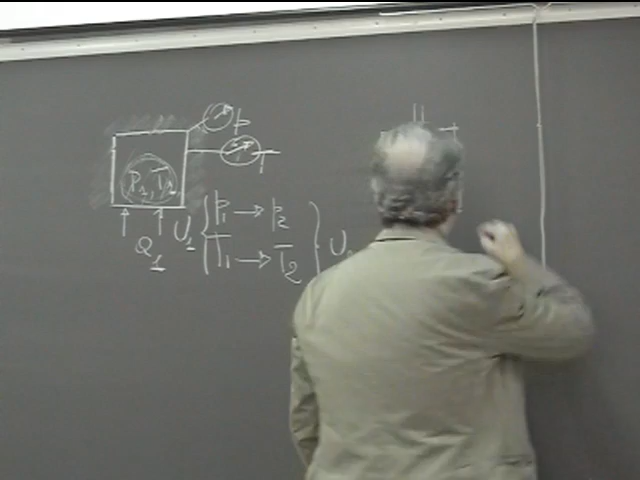 p
T
P₁, T₁
U₁
Q₁
p₁ → p₂
T₁ → T₂
U₂